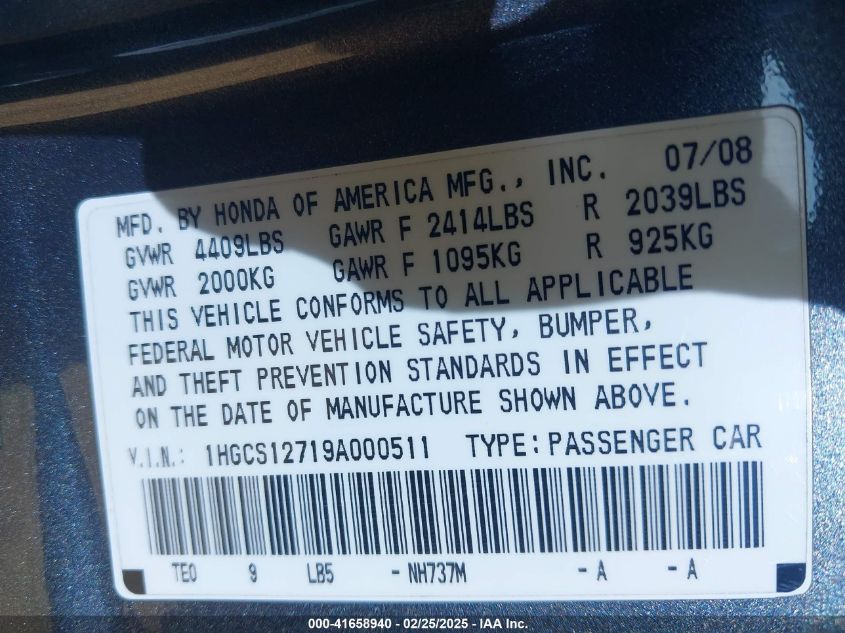 07/08
MFD. BY HONDA OF AMERICA MFG., INC.
GVWR 4409LBS GAWR F 2414LBS R 2039LBS
GVWR 2000KG GAWR F 1095KG R 925KG
THIS VEHICLE CONFORMS TO ALL APPLICABLE
FEDERAL MOTOR VEHICLE SAFETY, BUMPER,
AND THEFT PREVENTION STANDARDS IN EFFECT
ON THE DATE OF MANUFACTURE SHOWN ABOVE.
V.I.N.: 1HGCS12719A000511 TYPE:PASSENGER CAR
TE0 9 LB5 -NH737M -A -A
000-41658940 - 02/25/2025 - IAA Inc.